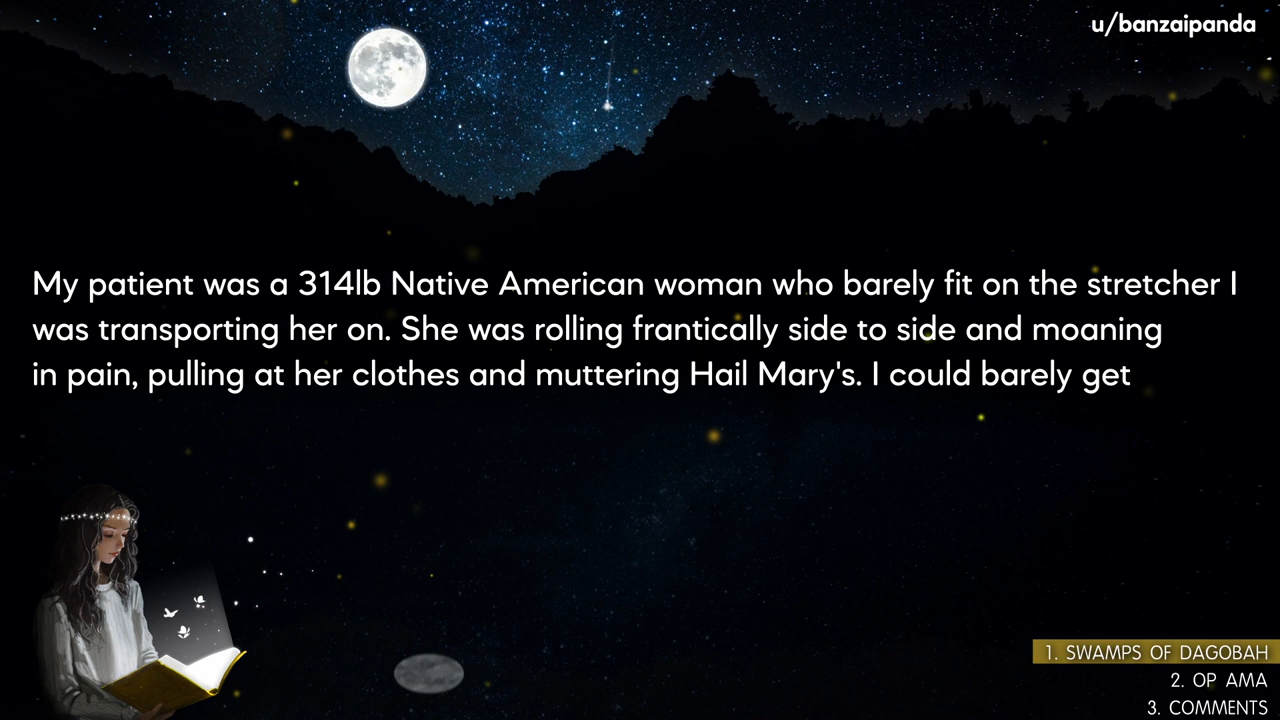 u/banzaipanda
My patient was a 314lb Native American woman who barely fit on the stretcher I
was transporting her on. She was rolling frantically side to side and moaning
in pain, pulling at her clothes and muttering Hail Mary's. I could barely get
1. SWAMPS OF DAGOBAH
2. OP AMA
3. COMMENTS